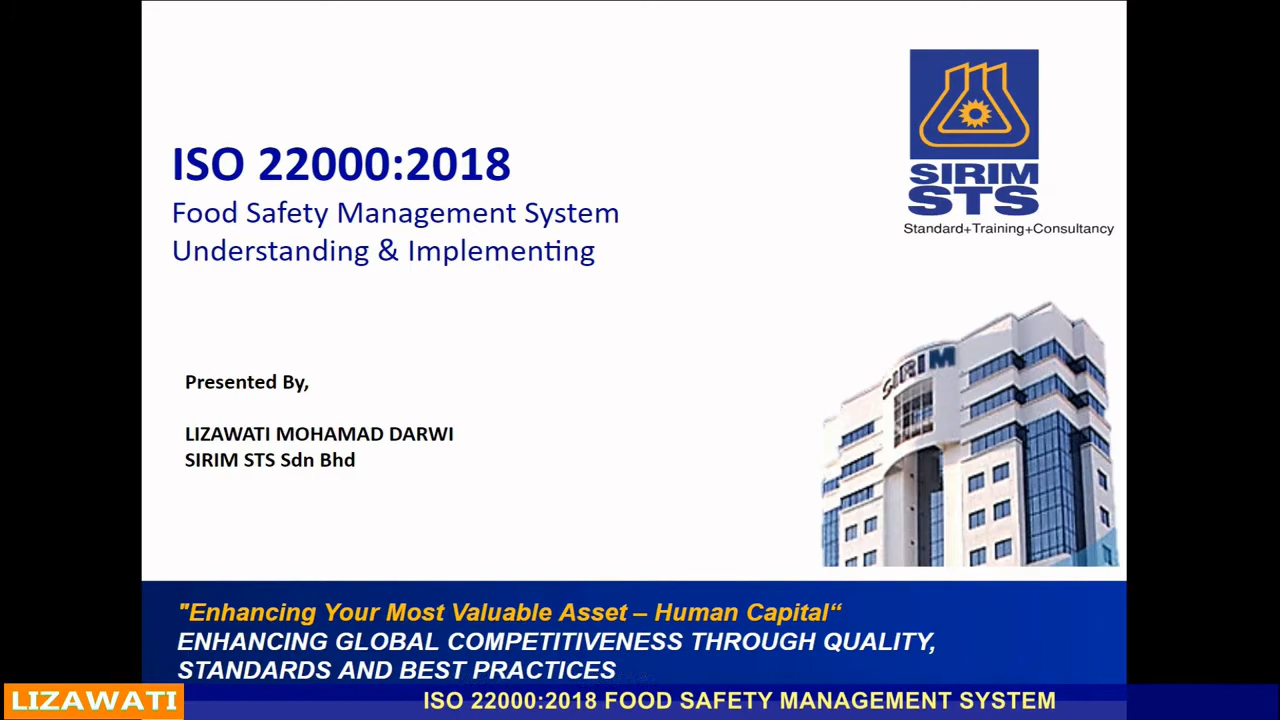 ISO 22000:2018
Food Safety Management System
Understanding & Implementing
SIRIM
STS
Standard+Training+Consultancy
SIRIM
Presented By,
LIZAWATI MOHAMAD DARWI
SIRIM STS Sdn Bhd
"Enhancing Your Most Valuable Asset – Human Capital“
ENHANCING GLOBAL COMPETITIVENESS THROUGH QUALITY,
STANDARDS AND BEST PRACTICES
LIZAWATI
ISO 22000:2018 FOOD SAFETY MANAGEMENT SYSTEM